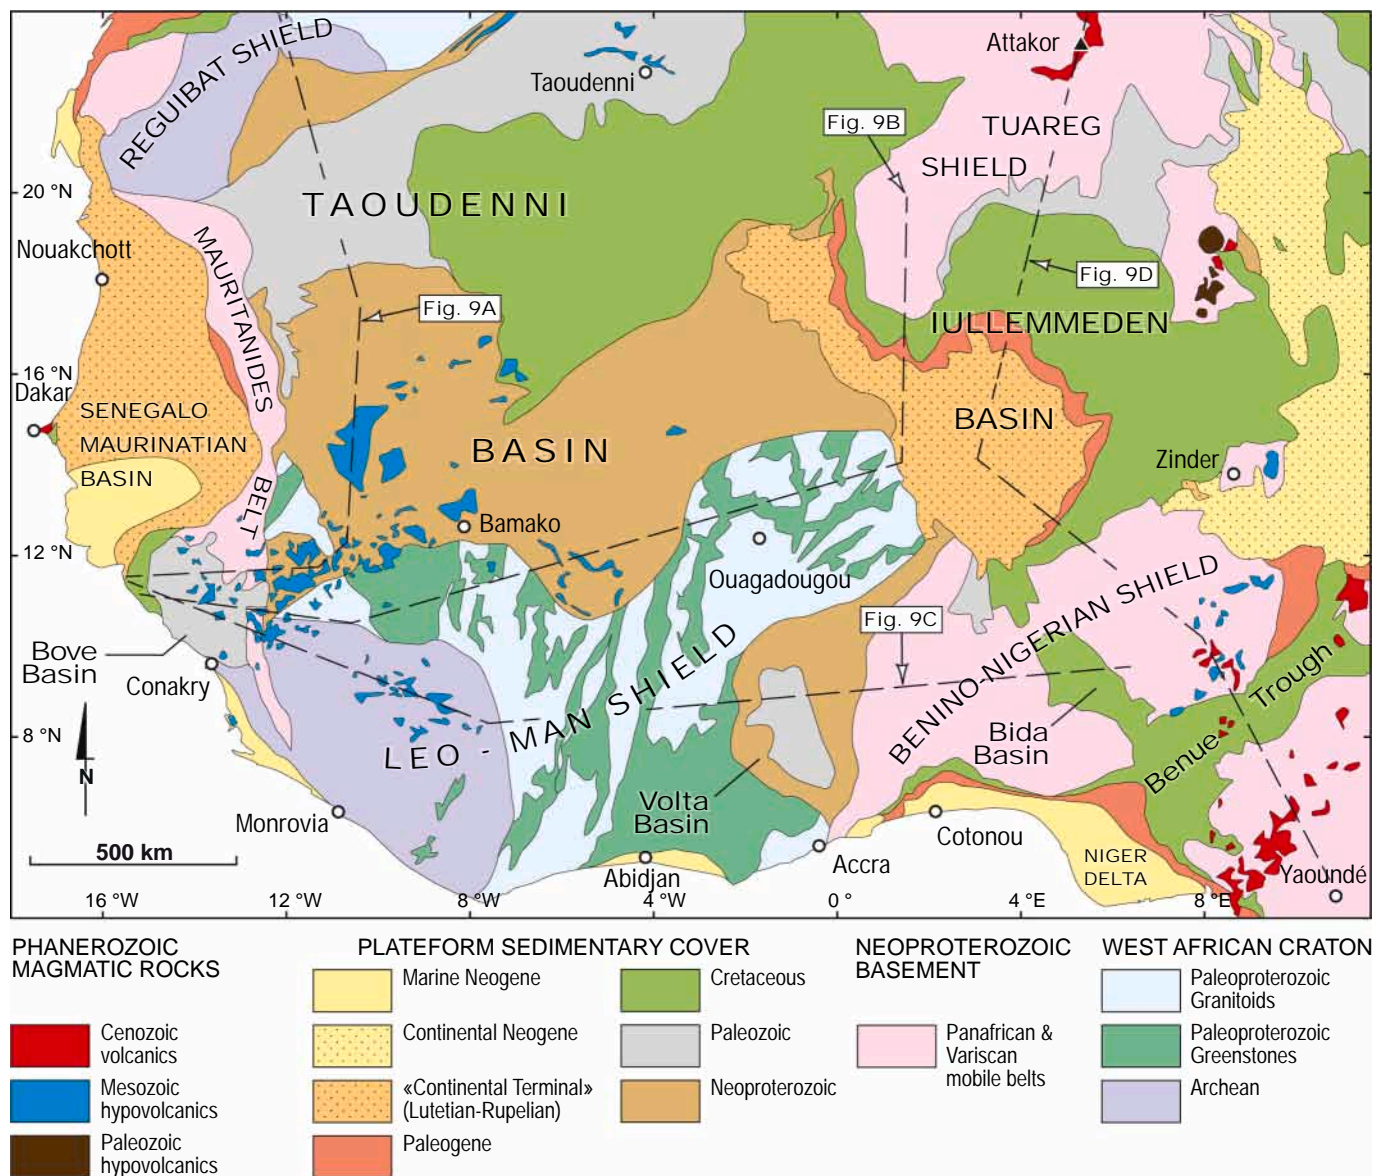 REGUIBAT SHIELD
Taoudenni
Attakor
Fig. 9B
TUAREG
SHIELD
20 °N
TAOUDENNI
Nouakchott
MAURITANIDES
BELT
Fig. 9A
Fig. 9D
IULLEMMEDEN
BASIN
16 °N
Dakar
SENEGALO
MAURINATIAN
BASIN
BASIN
Zinder
Bamako
12 °N
Ouagadougou
Fig. 9C
BENINO-NIGERIAN SHIELD
Bove
Basin
Conakry
LEO - MAN SHIELD
Bida
Basin
Benue Trough
8 °N
N
Volta
Basin
Monrovia
500 km
Abidjan
Accra
Cotonou
NIGER
DELTA
Yaoundé
16 °W
12 °W
8 °W
4 °W
0 °
4 °E
8 °E
PHANEROZOIC
MAGMATIC ROCKS
Cenozoic
volcanics
Mesozoic
hypovolcanics
Paleozoic
hypovolcanics
PLATEFORM SEDIMENTARY COVER
Marine Neogene
Continental Neogene
«Continental Terminal»
(Lutetian-Rupelian)
Paleogene
Cretaceous
Paleozoic
Neoproterozoic
NEOPROTEROZOIC
BASEMENT
Panafrican &
Variscan
mobile belts
WEST AFRICAN CRATON
Paleoproterozoic
Granitoids
Paleoproterozoic
Greenstones
Archean